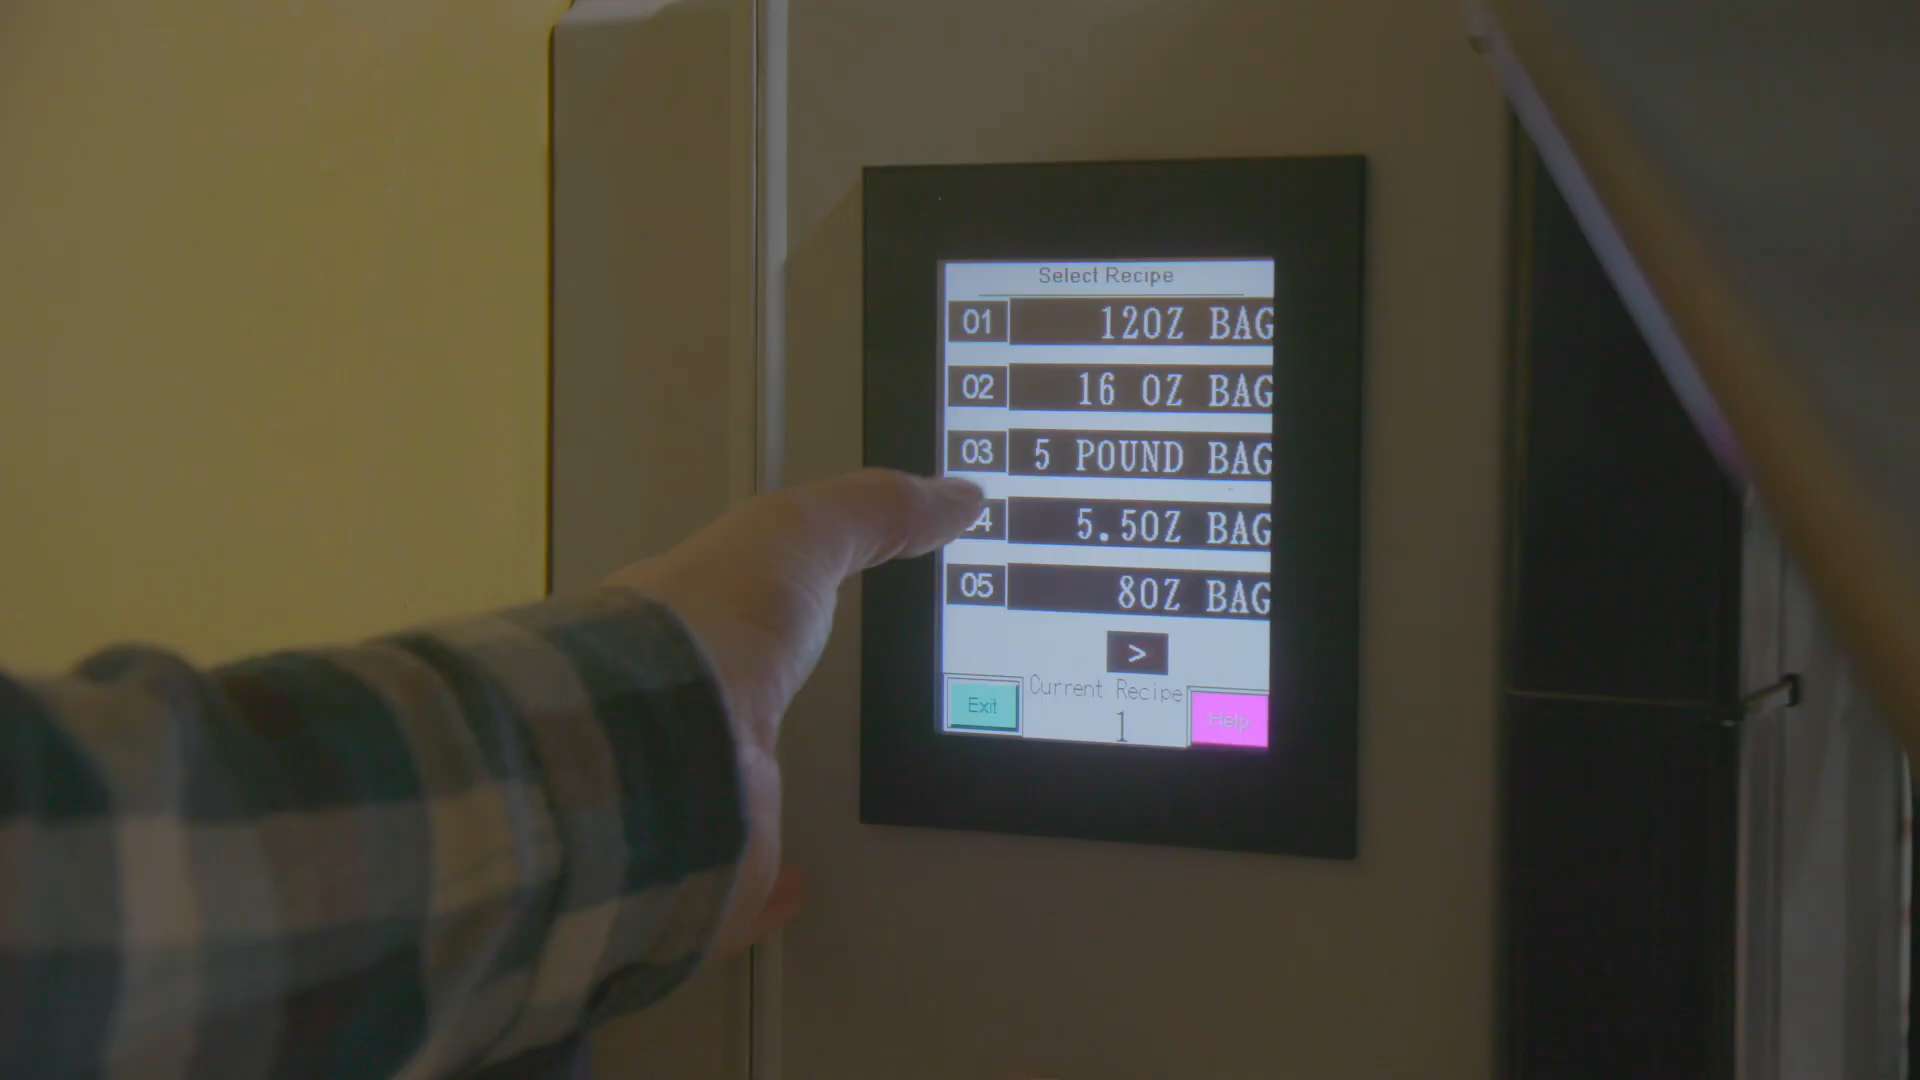 Select Recipe
01 12OZ BAG
02 16 OZ BAG
03 5 POUND BAG
4 5.5OZ BAG
05 8OZ BAG
>
Exit Current Recipe Help
1